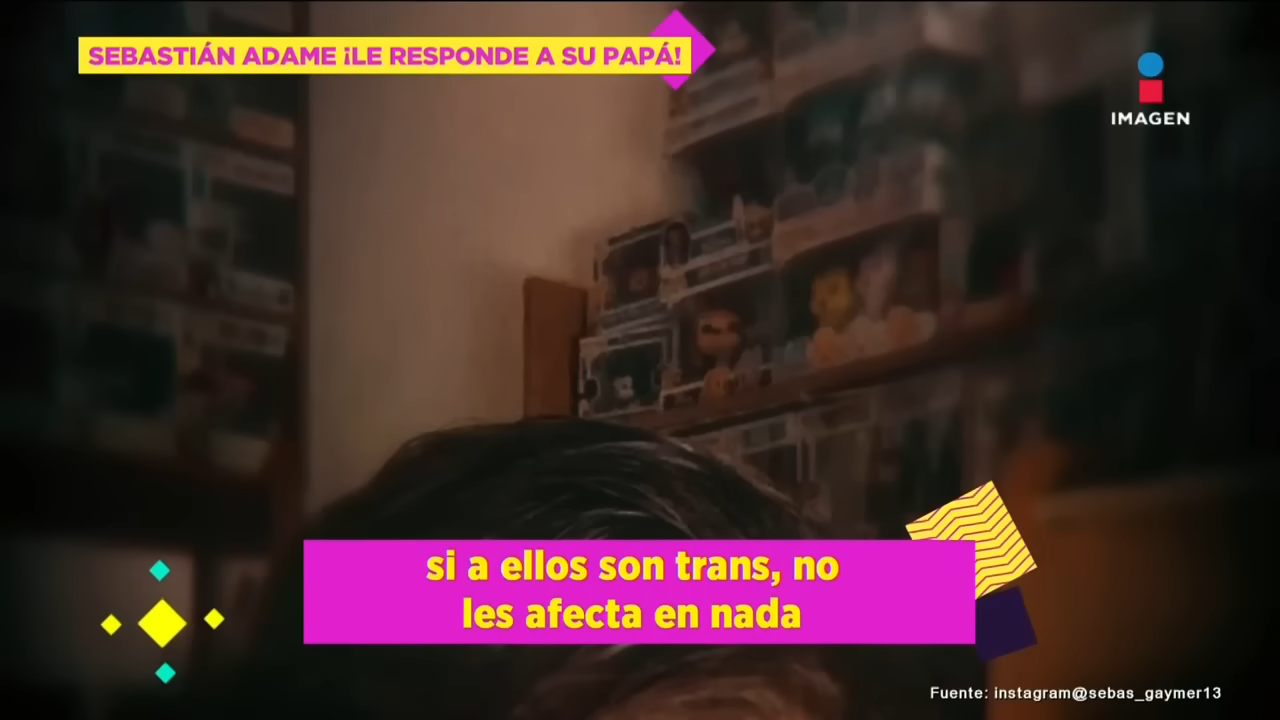 SEBASTIÁN ADAME ¡LE RESPONDE A SU PAPÁ!
IMAGEN
si a ellos son trans, no
les afecta en nada
Fuente: instagram@sebas_gaymer13